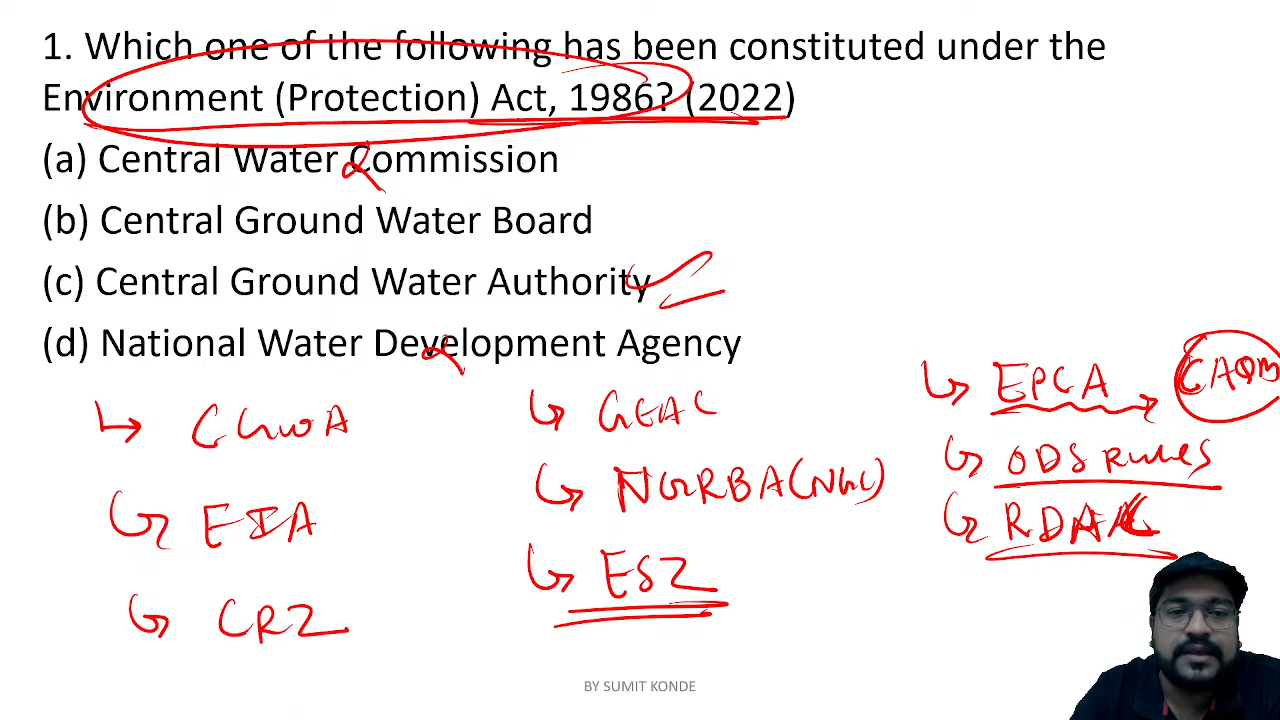 1. Which one of the following has been constituted under the
Environment (Protection) Act, 1986? (2022)
(a) Central Water Commission
(b) Central Ground Water Board
(c) Central Ground Water Authority
(d) National Water Development Agency
CGWA
EIA
CRZ
GEAC
NGRBA(NGC)
ESZ
EPCA
CAQM
ODS Rules
BY SUMIT KONDE